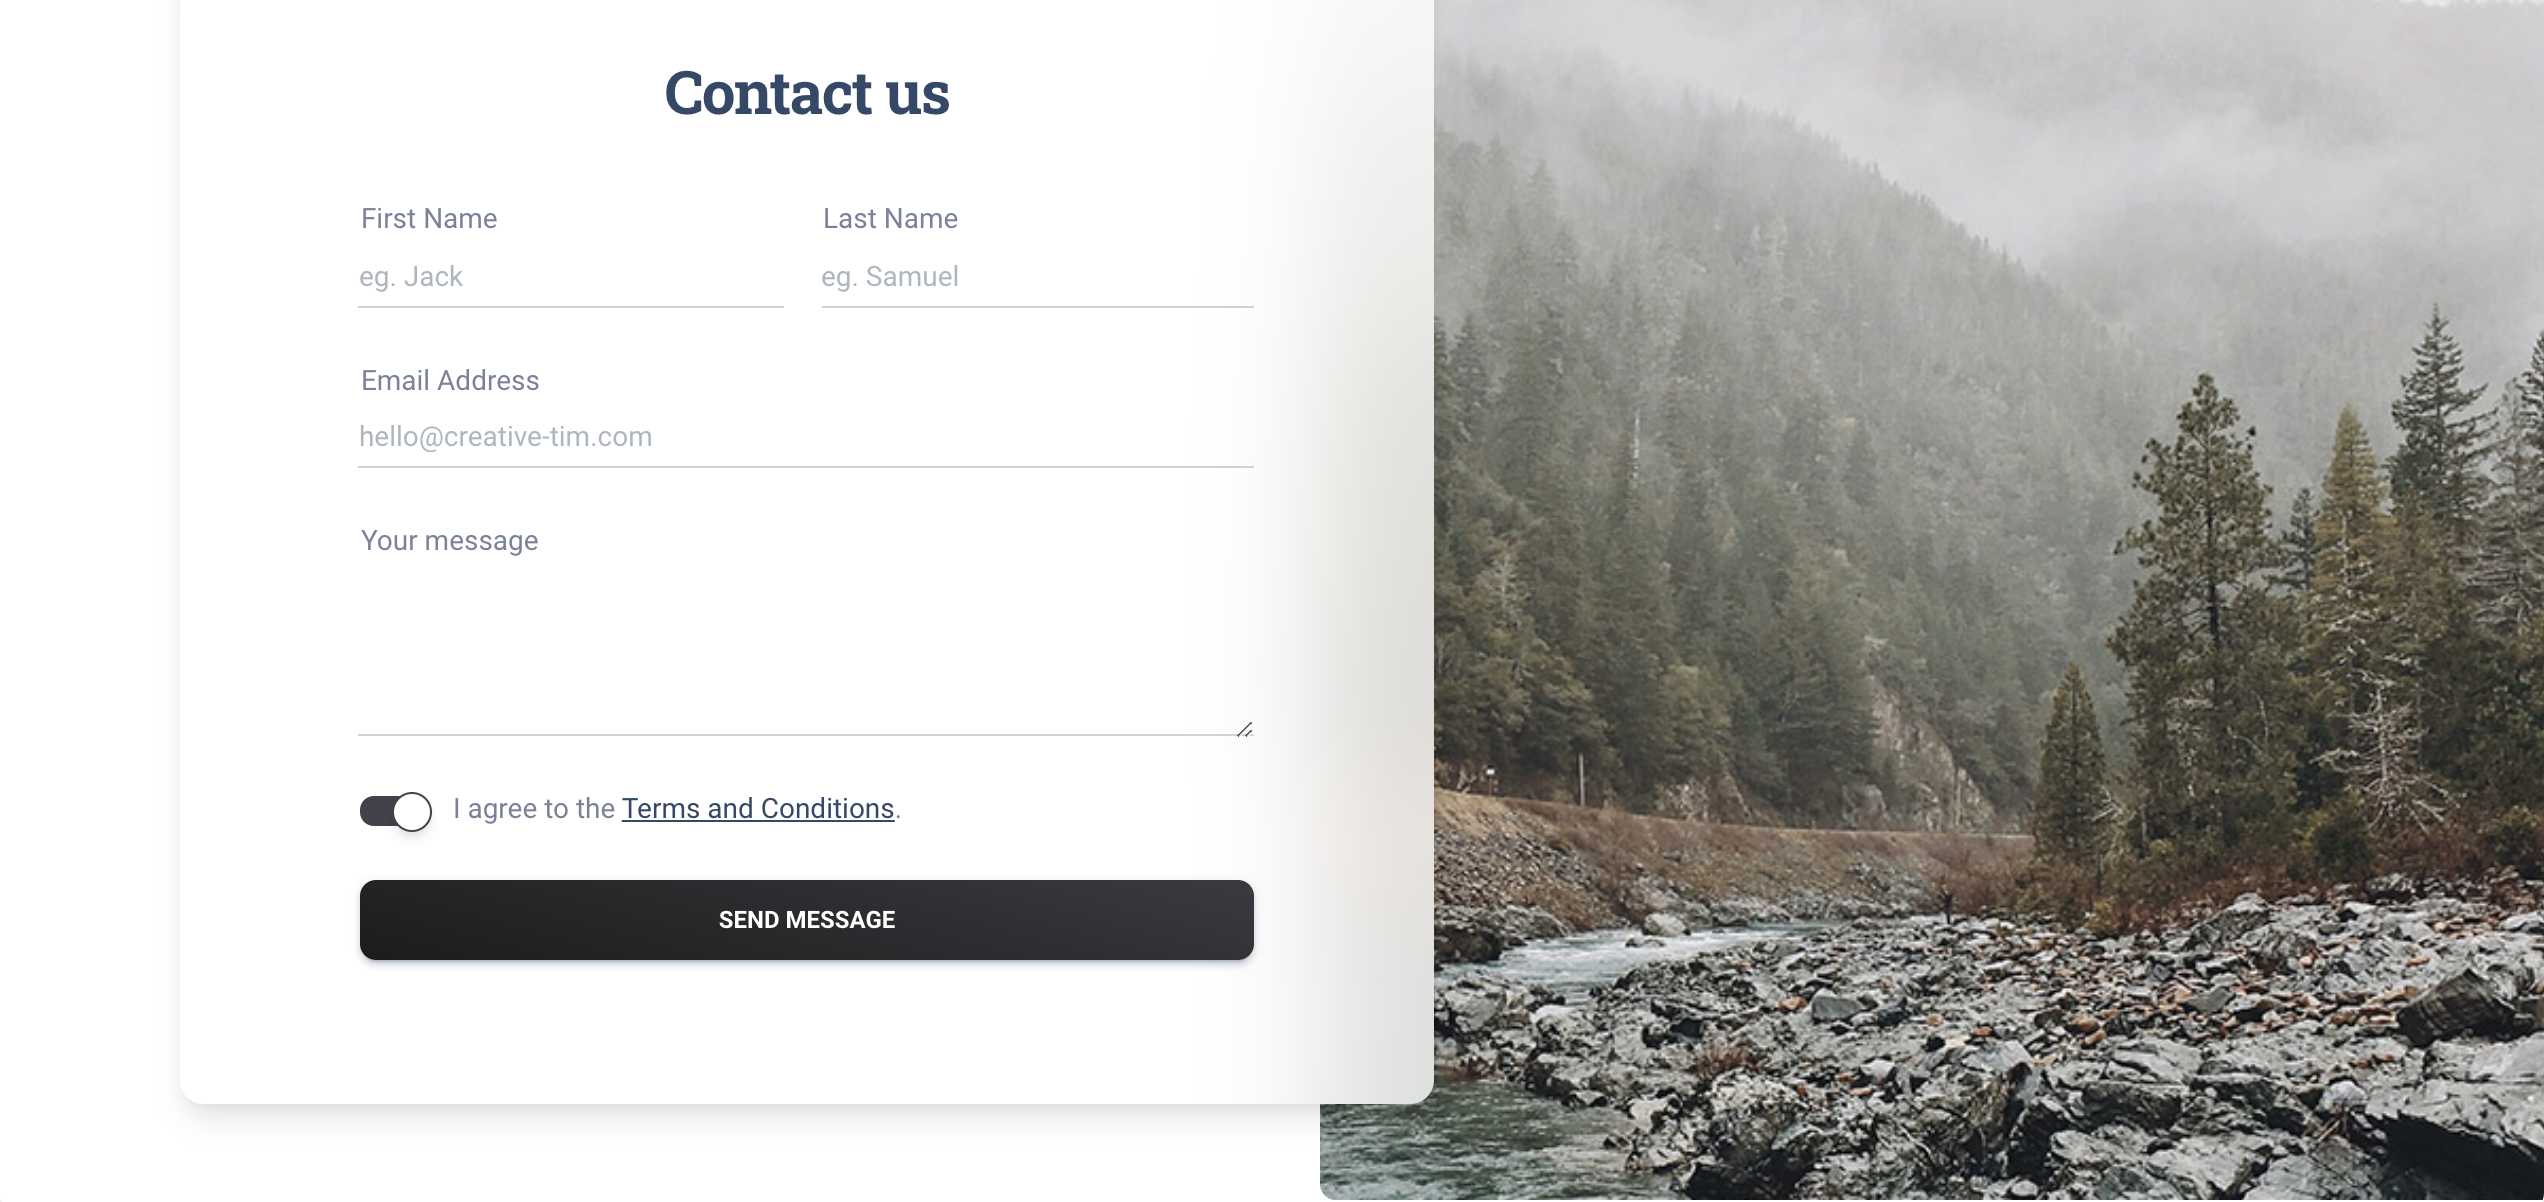 Contact us
First Name
Last Name
eg. Jack
eg. Samuel
Email Address
hello@creative-tim.com
Your message
I agree to the Terms and Conditions.
SEND MESSAGE